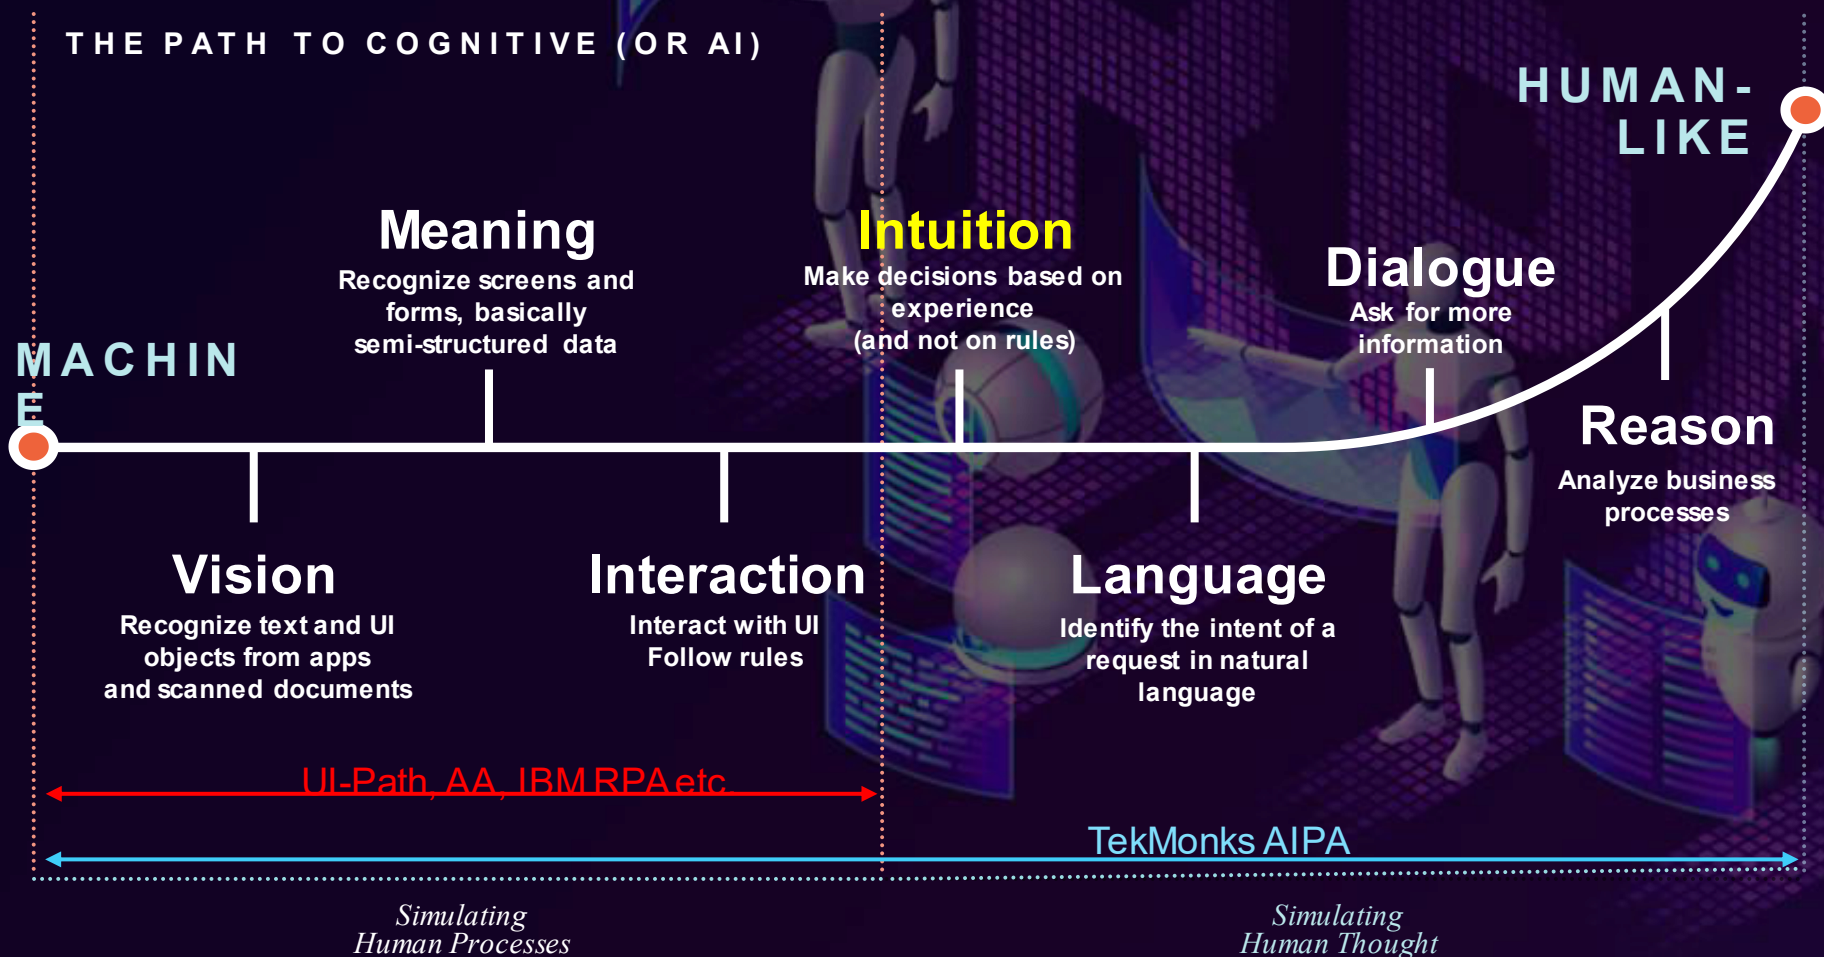 THE PATH TO COGNITIVE (OR AI)
HUMAN-
LIKE
Meaning
Recognize screens and
forms, basically
semi-structured data
Intuition
Make decisions based on
experience
(and not on rules)
Dialogue
Ask for more
information
MACHIN
E
Reason
Analyze business
processes
Vision
Recognize text and UI
objects from apps
and scanned documents
Interaction
Interact with UI
Follow rules
Language
Identify the intent of a
request in natural
language
UI-Path, AA, IBM RPA etc.
TekMonks AIPA
Simulating
Human Processes
Simulating
Human Thought